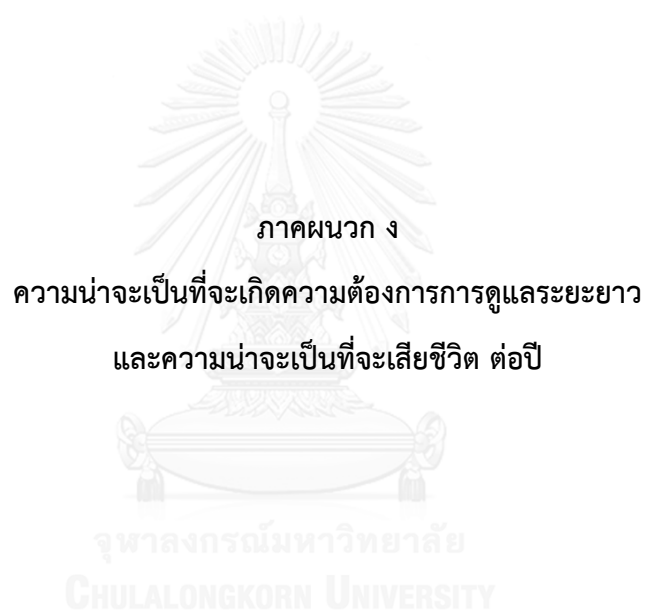 ภาคผนวก ง
ความน่าจะเป็นที่จะเกิดความต้องการการดูแลระยะยาว
และความน่าจะเป็นที่จะเสียชีวิต ต่อปี
จุฬาลงกรณ์มหาวิทยาลัย
CHULALONGKORN UNIVERSITY